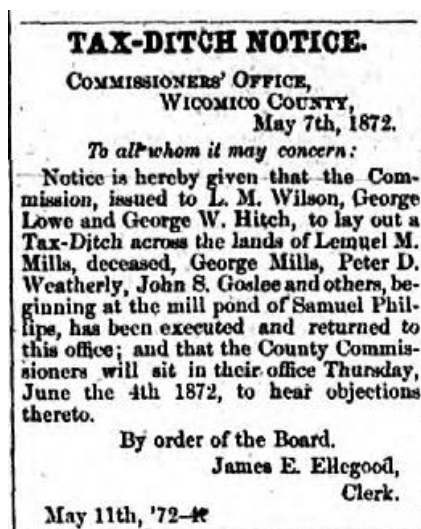 TAX-DITCH NOTICE.
COMMISSIONERS' OFFICE,
WICOMICO COUNTY,
May 7th, 1872.
To all whom it may concern:
Notice is hereby given that the Com-
mission, issued to L. M. Wilson, George
Lowe and George W. Hitch, to lay out a
Tax-Ditch across the lands of Lemuel M.
Mills, deceased, George Mills, Peter D.
Weatherly, John S. Goslee and others, be-
ginning at the mill pond of Samuel Phil-
lips, has been executed and returned to
this office; and that the County Commis-
sioners will sit in their office Thursday,
June the 4th 1872, to hear objections
thereto.
By order of the Board.
James E. Ellegood,
Clerk.
May 11th, '72–